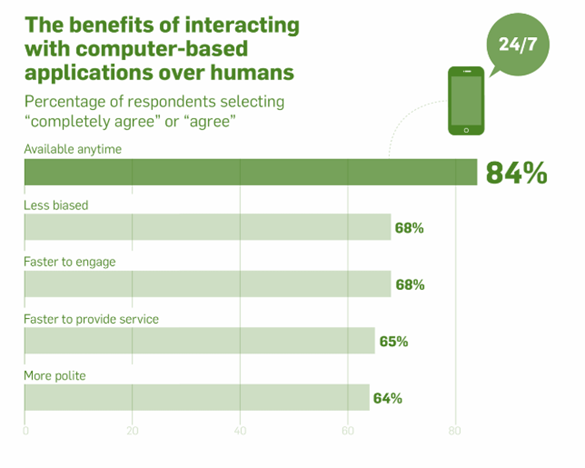 The benefits of interacting
with computer-based
applications over humans
24/7
Percentage of respondents selecting
“completely agree” or “agree”
Available anytime
84%
Less biased
68%
Faster to engage
68%
Faster to provide service
65%
More polite
64%
0 20 40 60 80